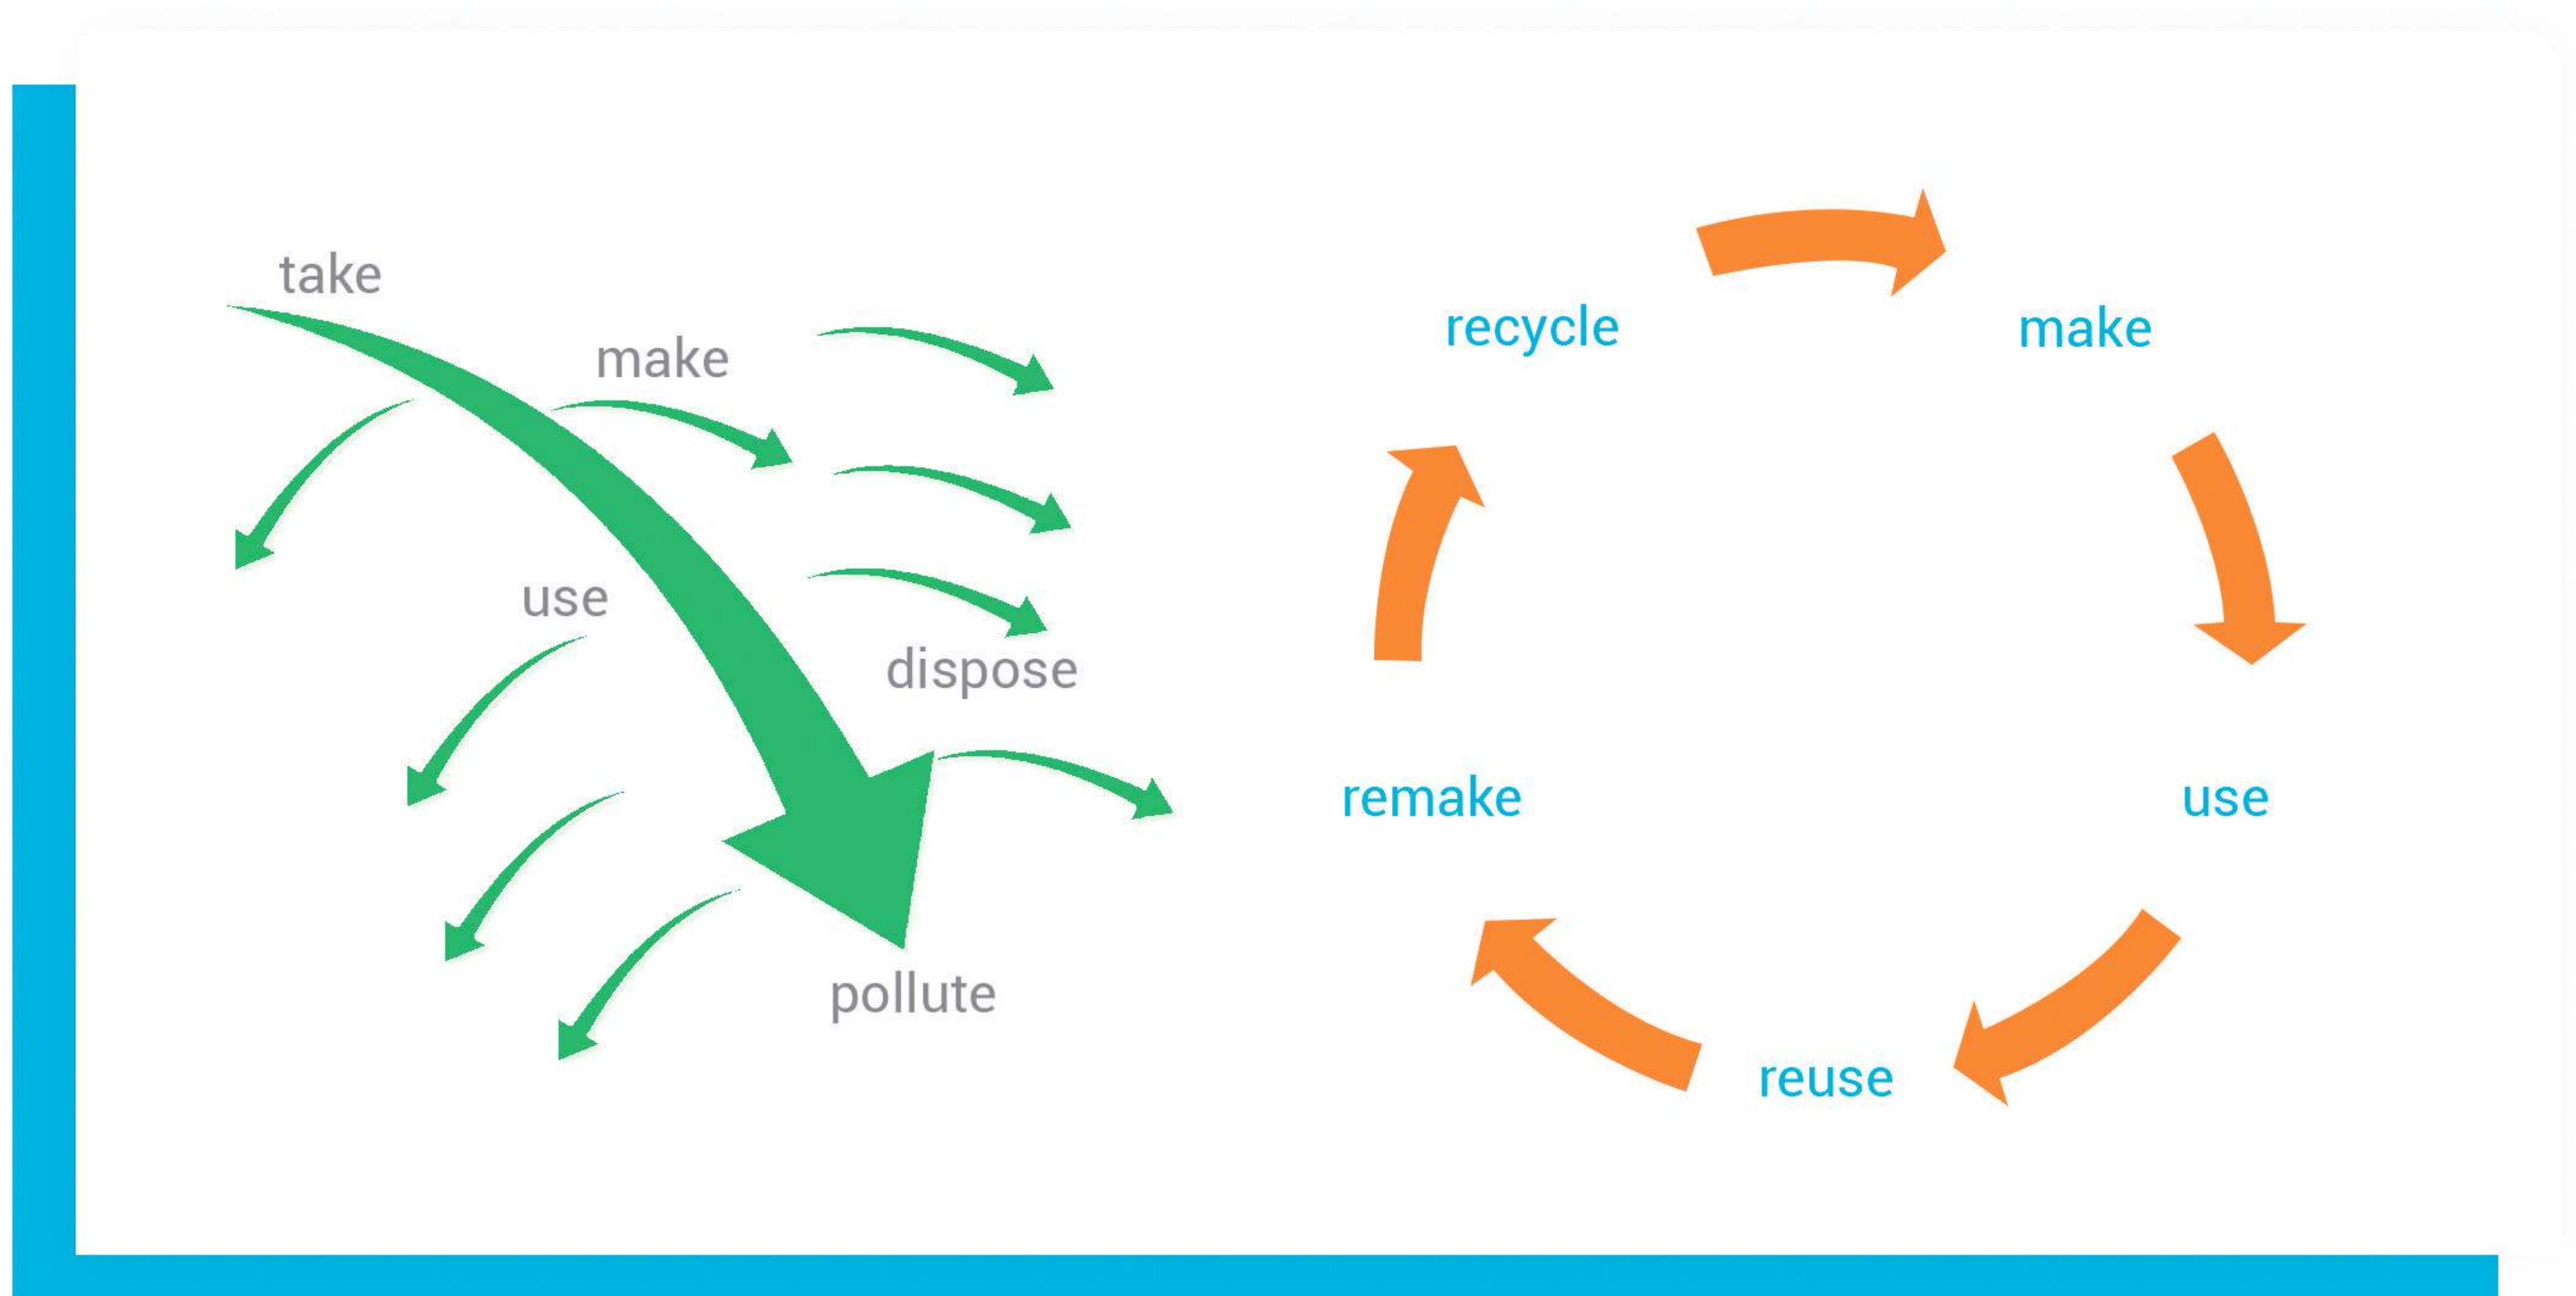 take
make
use
dispose
pollute
recycle
make
remake
use
reuse